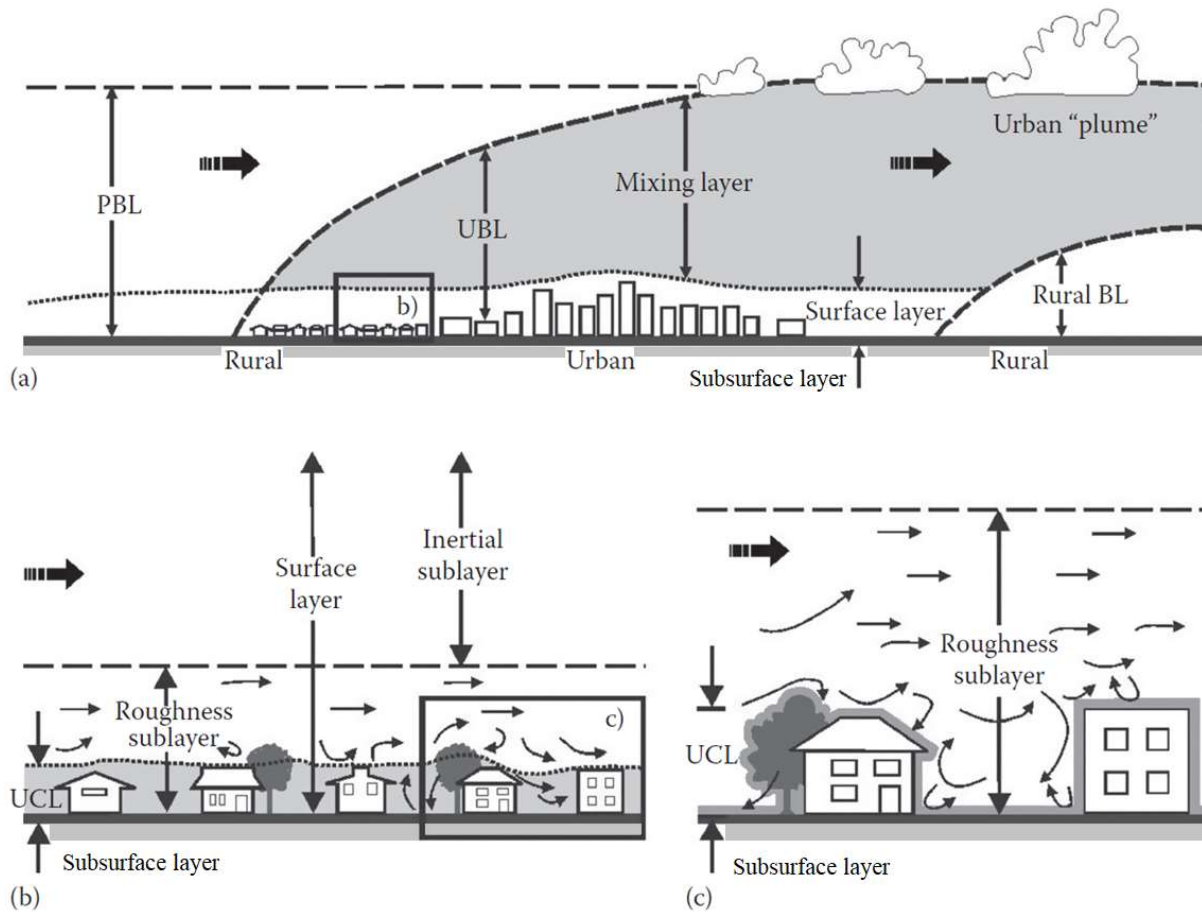 Urban “plume”
Mixing layer
PBL
UBL
b)
Surface layer
Rural BL
Rural
Urban
Subsurface layer
Rural
(a)
Surface
layer
Inertial
sublayer
Roughness
sublayer
c)
UCL
Subsurface layer
(b)
Roughness
sublayer
UCL
Subsurface layer
(c)